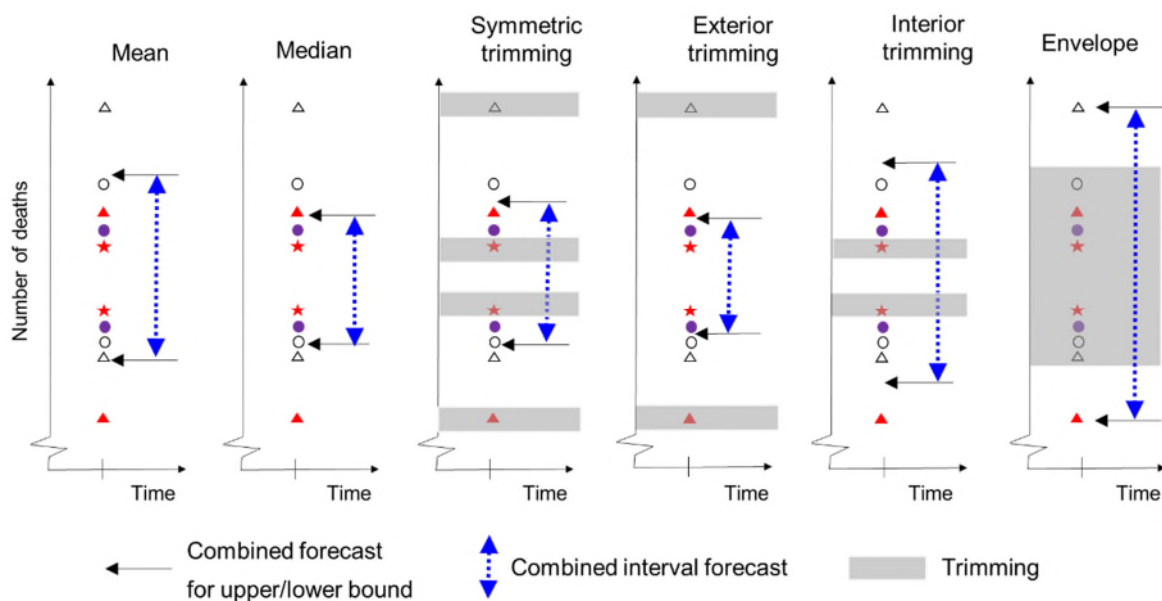 Mean
Median
Symmetric
trimming
Exterior
trimming
Interior
trimming
Envelope
Number of deaths
Time
Time
Time
Time
Time
Time
Combined forecast
for upper/lower bound
Combined interval forecast
Trimming